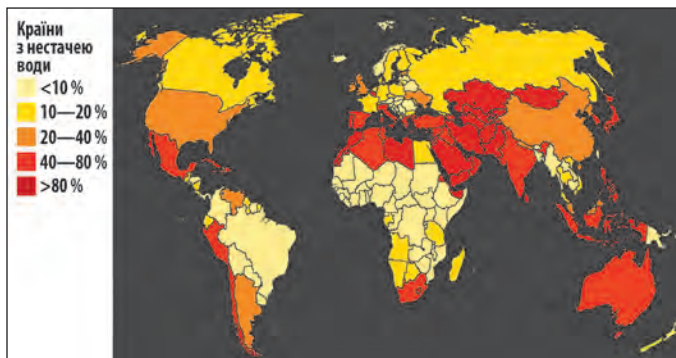 Країни
з нестачею
води
<10 %
10—20 %
20—40 %
40—80 %
>80 %